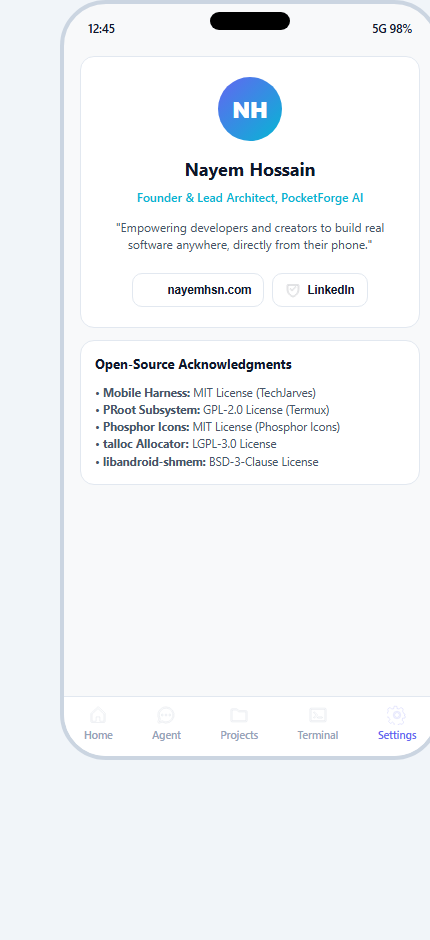 12:45
5G 98%
NH
Nayem Hossain
Founder & Lead Architect, PocketForge AI
"Empowering developers and creators to build real
software anywhere, directly from their phone."
nayemhsn.com
LinkedIn
Open-Source Acknowledgments
• Mobile Harness: MIT License (TechJarves)
• PRoot Subsystem: GPL-2.0 License (Termux)
• Phosphor Icons: MIT License (Phosphor Icons)
• talloc Allocator: LGPL-3.0 License
• libandroid-shmem: BSD-3-Clause License
Home
Agent
Projects
Terminal
Settings